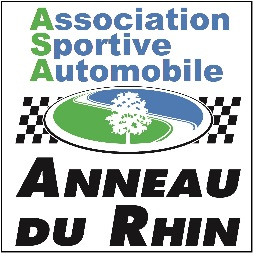 Association
Sportive
Automobile
ANNEAU
DU RHIN